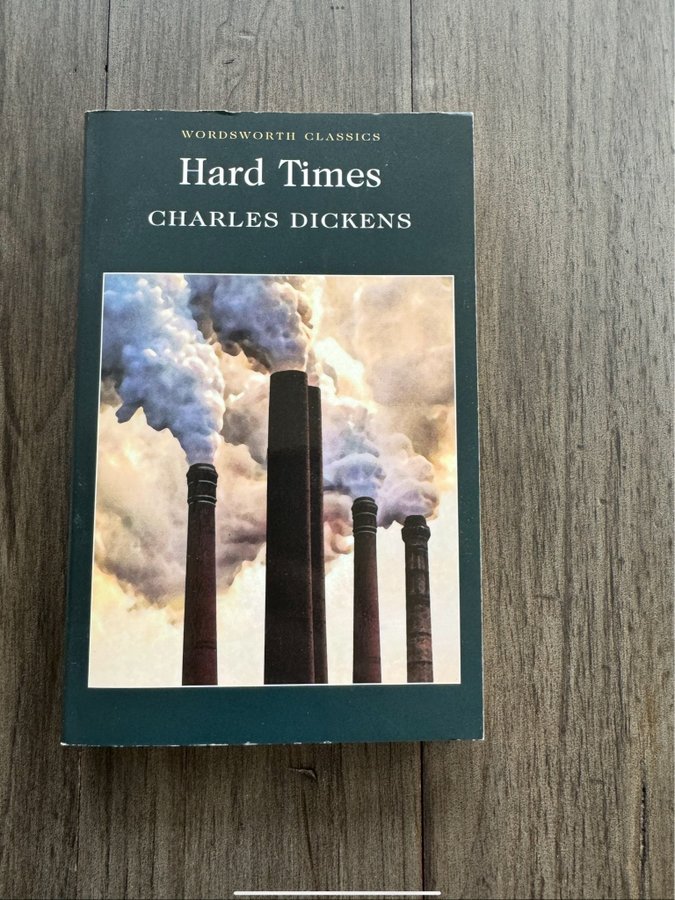 WORDSWORTH CLASSICS
Hard Times
CHARLES DICKENS